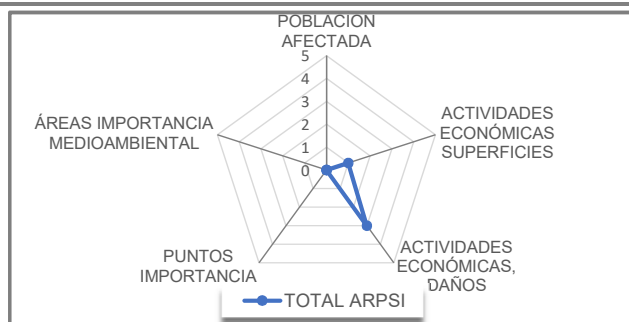 POBLACIÓN
AFECTADA
5
4
3
2
1
0
ACTIVIDADES
ECONÓMICAS
SUPERFICIES
ÁREAS IMPORTANCIA
MEDIOAMBIENTAL
PUNTOS
IMPORTANCIA
ACTIVIDADES
ECONÓMICAS,
DAÑOS
TOTAL ARPSI